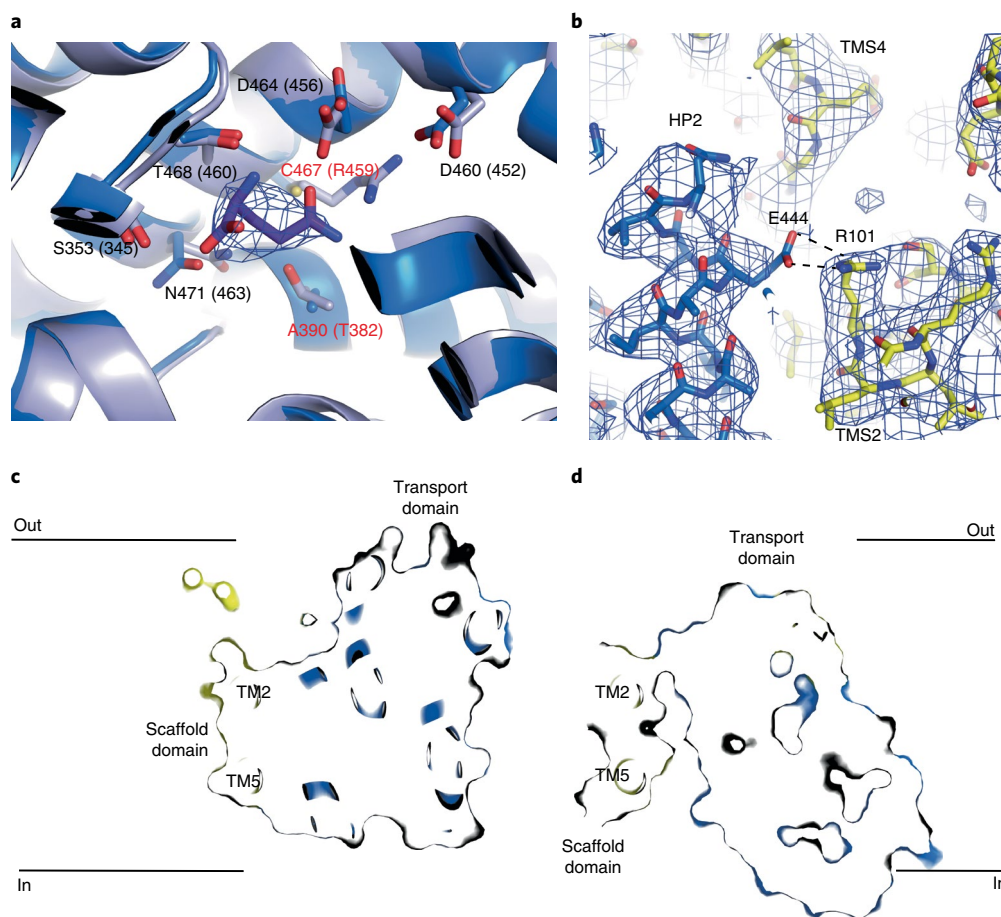 a
D464 (456)
T468 (460)
C467 (R459)
D460 (452)
S353 (345)
N471 (463)
A390 (T382)
b
TMS4
HP2
E444
R101
TMS2
c
Transport
domain
Out
TM2
Scaffold
domain
TM5
In
d
Transport
domain
Out
TM2
TM5
Scaffold
domain
In